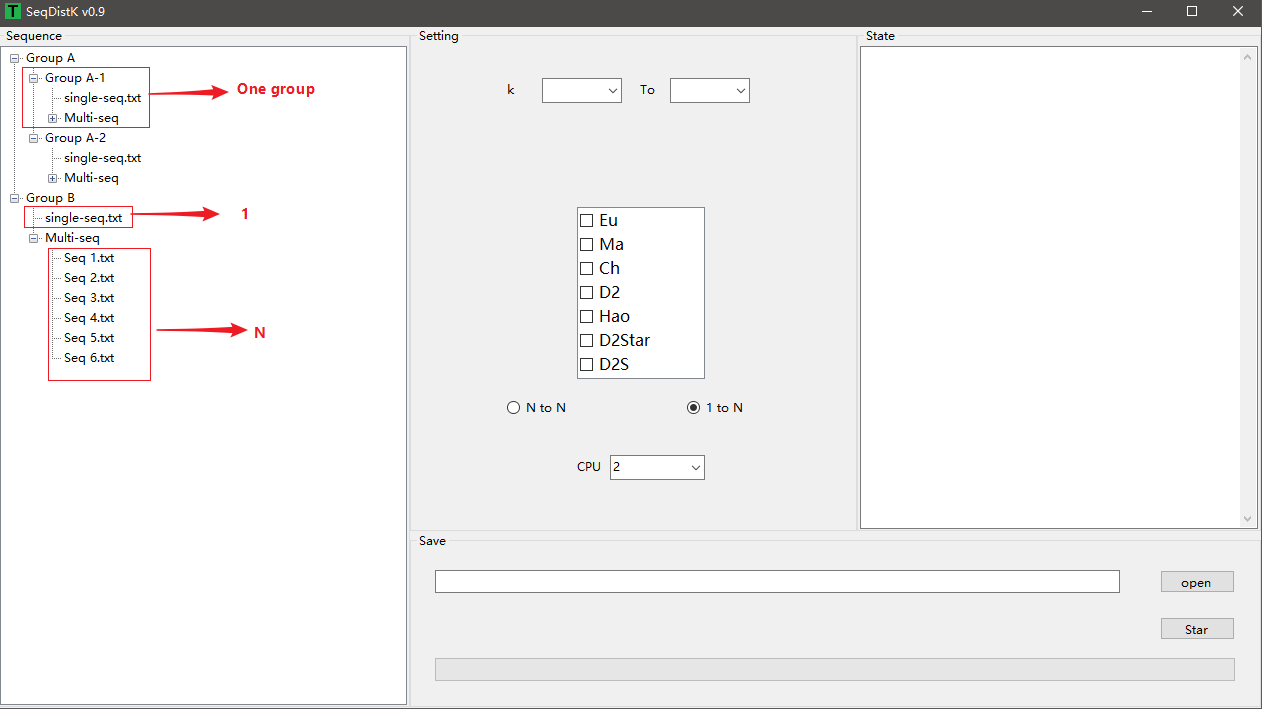 T SeqDistK v0.9
Sequence
Group A
Group A-1
single-seq.txt
Multi-seq
One group
Group A-2
single-seq.txt
Multi-seq
Group B
single-seq.txt
1
Multi-seq
Seq 1.txt
Seq 2.txt
Seq 3.txt
Seq 4.txt
Seq 5.txt
Seq 6.txt
N
Setting
k To
Eu
Ma
Ch
D2
Hao
D2Star
D2S
N to N 1 to N
CPU 2
State
Save
open
Star